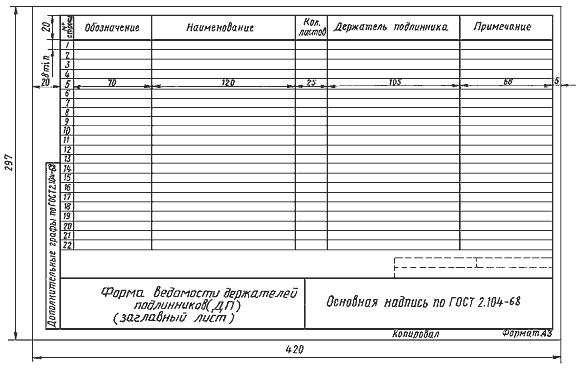 20
№ строки
Обозначение
Наименование
Кол. листов
Держатель подлинника
Примечание
1
2
3
4
8 min
20
5
70
120
25
105
68
5
6
7
8
9
10
11
12
13
14
15
16
17
18
19
20
21
22
297
Дополнительные графы по ГОСТ 2.104-68
Форма ведомости держателей
подлинников(ДП)
(заглавный лист)
Основная надпись по ГОСТ 2.104-68
Копировал
Формат А3
420